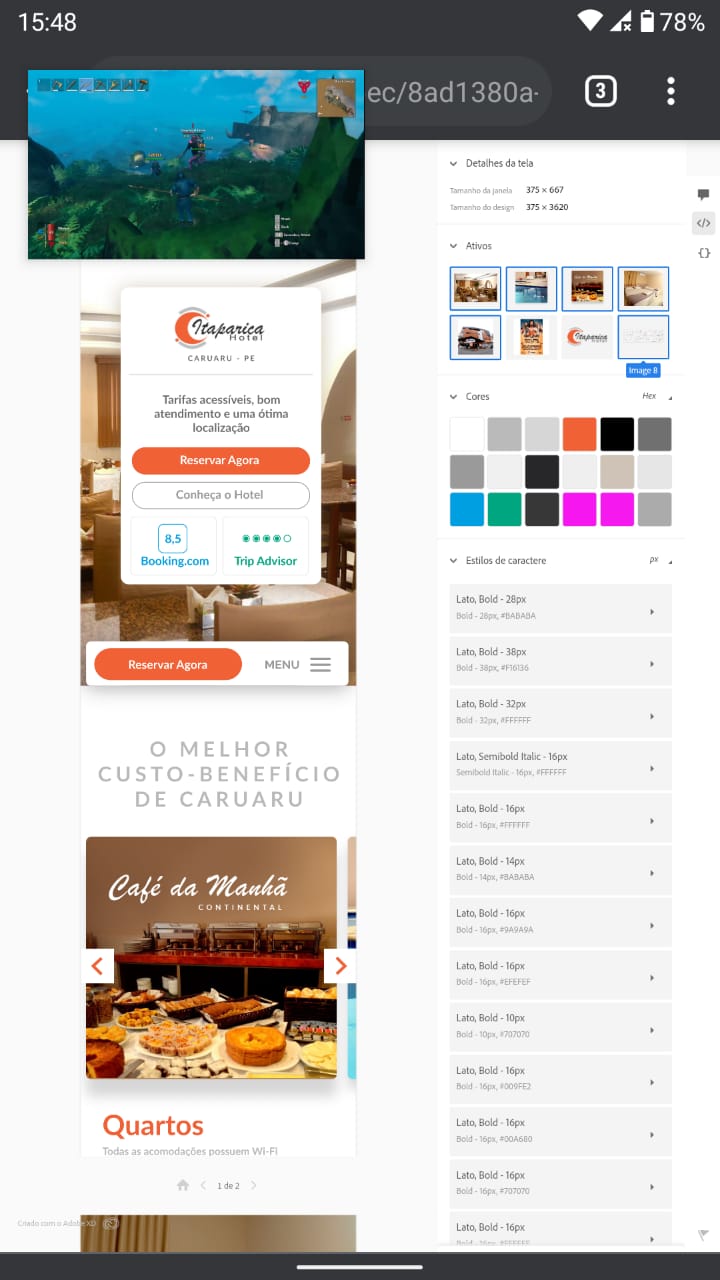 15:48
78%
ec/8ad1380a-
3
Detalhes da tela
Tamanho da janela 375 × 667
Tamanho do design 375 × 3620
Ativos
Itaparica
Hotel
CARUARU - PE
Image 8
Tarifas acessíveis, bom
atendimento e uma ótima
localização
Reservar Agora
Conheça o Hotel
8,5
Booking.com
Trip Advisor
Reservar Agora
MENU
O MELHOR
CUSTO-BENEFÍCIO
DE CARUARU
Café da Manhã
CONTINENTAL
Quartos
Todas as acomodações possuem Wi-Fi
1 de 2
Criado com o Adobe XD
Cores
Hex
Estilos de caractere
px
Lato, Bold - 28px
Bold - 28px, #BABABA
Lato, Bold - 38px
Bold - 38px, #F16136
Lato, Bold - 32px
Bold - 32px, #FFFFFF
Lato, Semibold Italic - 16px
Semibold Italic - 16px, #FFFFFF
Lato, Bold - 16px
Bold - 16px, #FFFFFF
Lato, Bold - 14px
Bold - 14px, #BABABA
Lato, Bold - 16px
Bold - 16px, #9A9A9A
Lato, Bold - 16px
Bold - 16px, #EFEFEF
Lato, Bold - 10px
Bold - 10px, #707070
Lato, Bold - 16px
Bold - 16px, #009FE2
Lato, Bold - 16px
Bold - 16px, #00A680
Lato, Bold - 16px
Bold - 16px, #707070
Lato, Bold - 16px